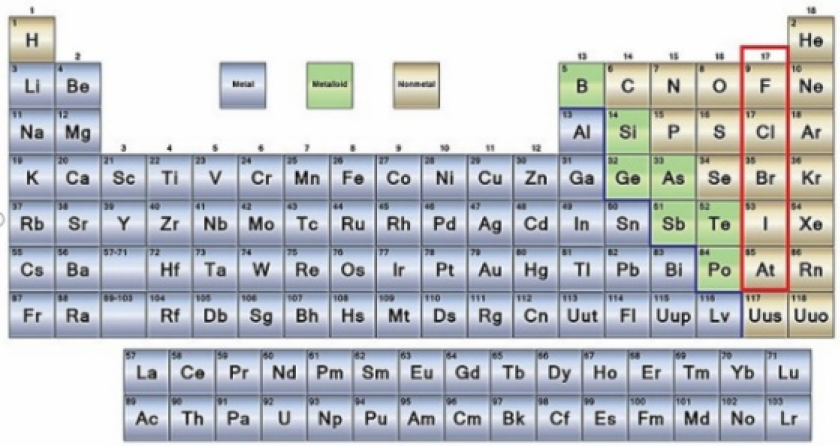 1 18
1 H 2 He
2 13 14 15 16 17
3 Li 4 Be Metal Metalloid Nonmetal 5 B 6 C 7 N 8 O 9 F 10 Ne
11 Na 12 Mg 13 Al 14 Si 15 P 16 S 17 Cl 18 Ar
3 4 5 6 7 8 9 10 11 12
19 K 20 Ca 21 Sc 22 Ti 23 V 24 Cr 25 Mn 26 Fe 27 Co 28 Ni 29 Cu 30 Zn 31 Ga 32 Ge 33 As 34 Se 35 Br 36 Kr
37 Rb 38 Sr 39 Y 40 Zr 41 Nb 42 Mo 43 Tc 44 Ru 45 Rh 46 Pd 47 Ag 48 Cd 49 In 50 Sn 51 Sb 52 Te 53 I 54 Xe
55 Cs 56 Ba 57-71 72 Hf 73 Ta 74 W 75 Re 76 Os 77 Ir 78 Pt 79 Au 80 Hg 81 Tl 82 Pb 83 Bi 84 Po 85 At 86 Rn
87 Fr 88 Ra 89-103 104 Rf 105 Db 106 Sg 107 Bh 108 Hs 109 Mt 110 Ds 111 Rg 112 Cn 113 Uut 114 Fl 115 Uup 116 Lv 117 Uus 118 Uuo
57 La 58 Ce 59 Pr 60 Nd 61 Pm 62 Sm 63 Eu 64 Gd 65 Tb 66 Dy 67 Ho 68 Er 69 Tm 70 Yb 71 Lu
89 Ac 90 Th 91 Pa 92 U 93 Np 94 Pu 95 Am 96 Cm 97 Bk 98 Cf 99 Es 100 Fm 101 Md 102 No 103 Lr